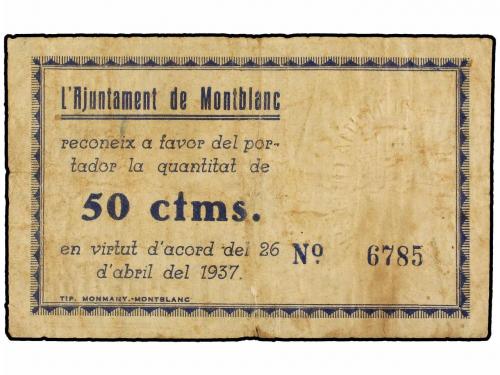 L'Ajuntament de Montblanc
reconeix a favor del por-
tador la quantitat de
50 ctms.
en virtut d'acord del 26
d'abril del 1937.
Nº 6785
TIP. MONMANY.-MONTBLANC